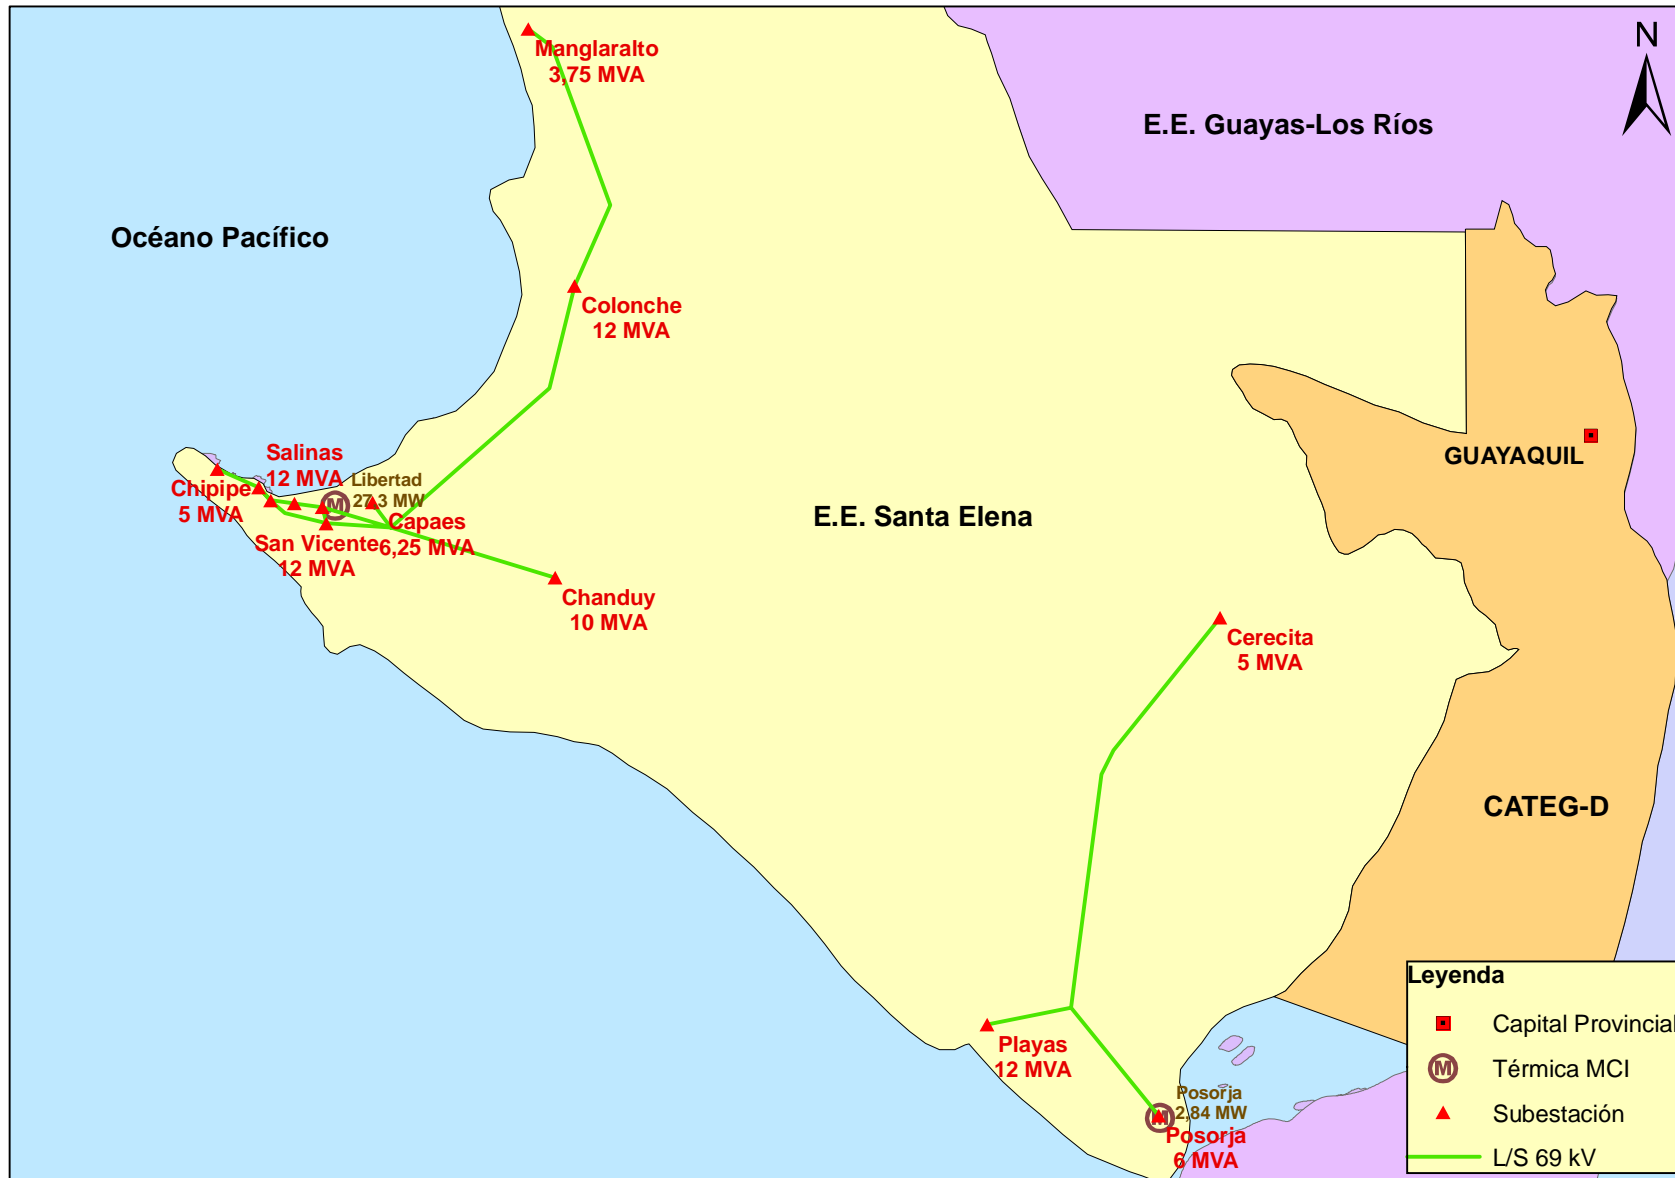 N
Manglaralto
3,75 MVA
E.E. Guayas-Los Ríos
Océano Pacífico
Colonche
12 MVA
Salinas
12 MVA
Libertad
27,3 MW
M
GUAYAQUIL
Chipipe
5 MVA
Capaes
6,25 MVA
San Vicente
12 MVA
E.E. Santa Elena
Chanduy
10 MVA
Cerecita
5 MVA
CATEG-D
Playas
12 MVA
Posorja
2,84 MW
M
Posorja
6 MVA
Leyenda
Capital Provincial
M
Térmica MCI
Subestación
L/S 69 kV